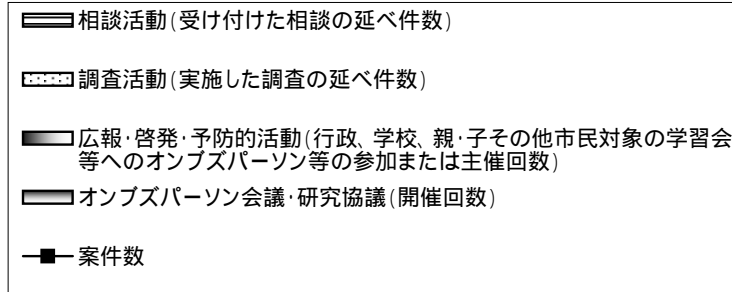 相談活動(受け付けた相談の延べ件数)
調査活動(実施した調査の延べ件数)
広報・啓発・予防的活動(行政、学校、親・子その他市民対象の学習会
等へのオンブズパーソン等の参加または主催回数)
オンブズパーソン会議・研究協議(開催回数)
案件数